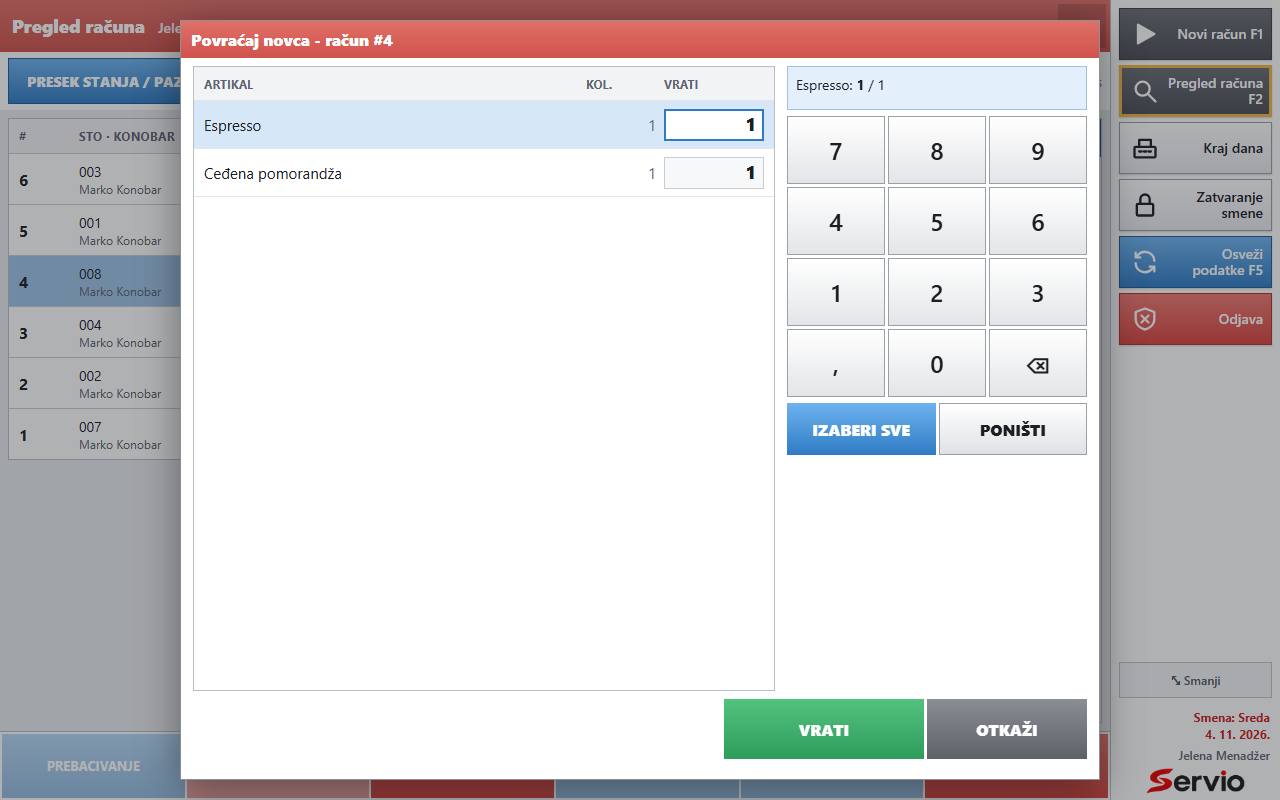 Pregled računa
Povraćaj novca - račun #4
PRESEK STANJA / PAZ
# STO · KONOBAR
6 003
Marko Konobar
5 001
Marko Konobar
4 008
Marko Konobar
3 004
Marko Konobar
2 002
Marko Konobar
1 007
Marko Konobar
PREBACIVANJE
ARTIKAL KOL. VRATI
Espresso 1 1
Ceđena pomorandža 1 1
Espresso: 1 / 1
7 8 9
4 5 6
1 2 3
, 0
IZABERI SVE PONIŠTI
VRATI OTKAŽI
Novi račun F1
Pregled računa
F2
Kraj dana
Zatvaranje
smene
Osveži
podatke F5
Odjava
Smanji
Smena: Sreda
4. 11. 2026.
Jelena Menadžer
Servio